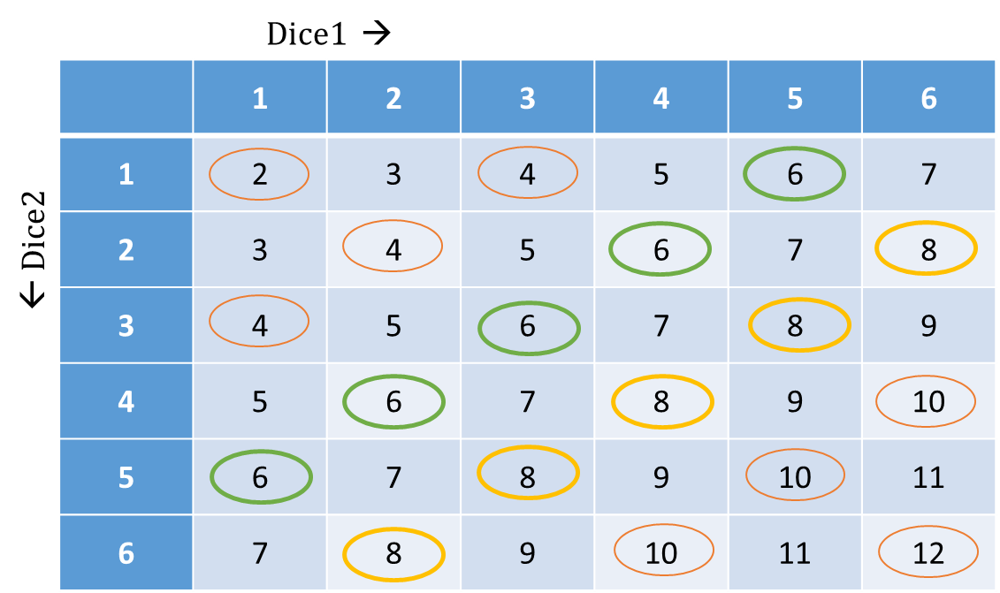 Dice1 →
1 2 3 4 5 6
← Dice2
1 2 3 4 5 6 7
2 3 4 5 6 7 8
3 4 5 6 7 8 9
4 5 6 7 8 9 10
5 6 7 8 9 10 11
6 7 8 9 10 11 12